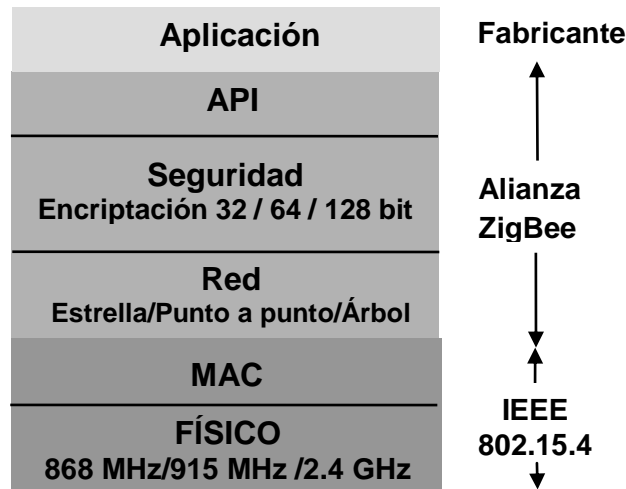 Aplicación
Fabricante
API
Seguridad
Encriptación 32 / 64 / 128 bit
Alianza
ZigBee
Red
Estrella/Punto a punto/Árbol
MAC
IEEE
802.15.4
FÍSICO
868 MHz/915 MHz /2.4 GHz